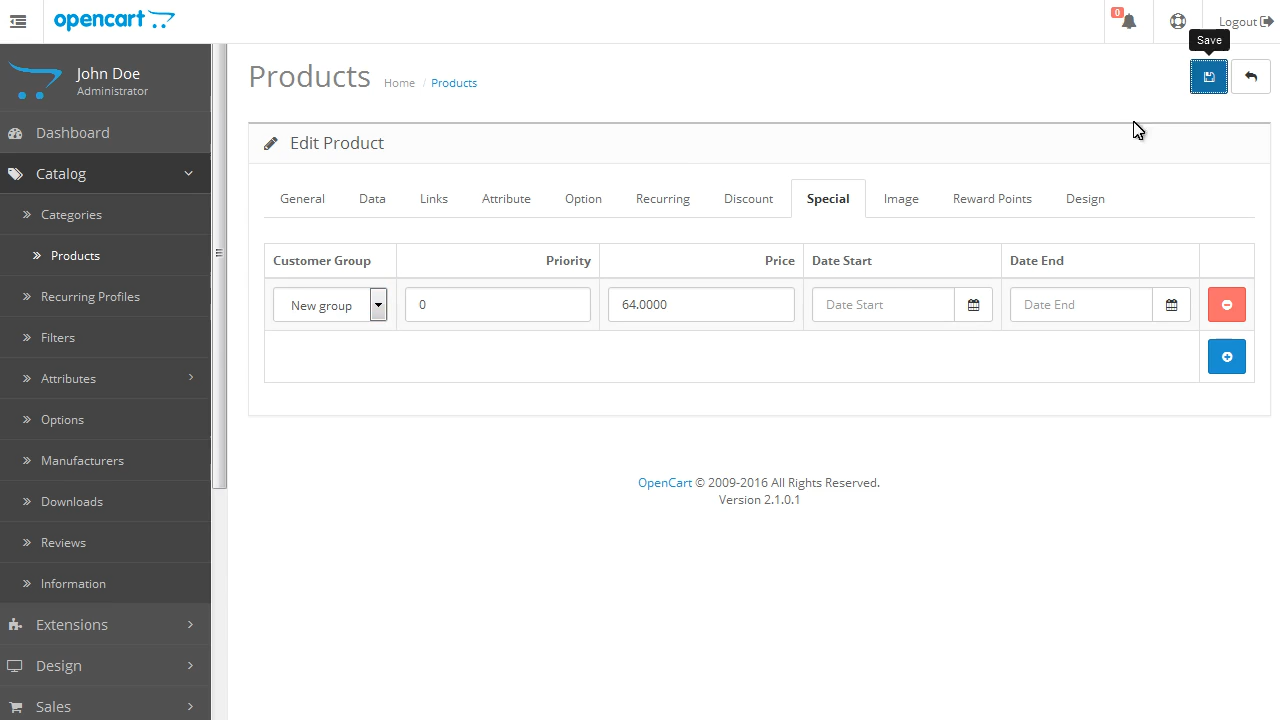 opencart
0
Logout
Save
John Doe
Administrator
Products
Home / Products
Dashboard
Catalog
Categories
Products
Recurring Profiles
Filters
Attributes
Options
Manufacturers
Downloads
Reviews
Information
Extensions
Design
Sales
Edit Product
General Data Links Attribute Option Recurring Discount Special Image Reward Points Design
Customer Group Priority Price Date Start Date End
New group 0 64.0000 Date Start Date End
OpenCart © 2009-2016 All Rights Reserved.
Version 2.1.0.1